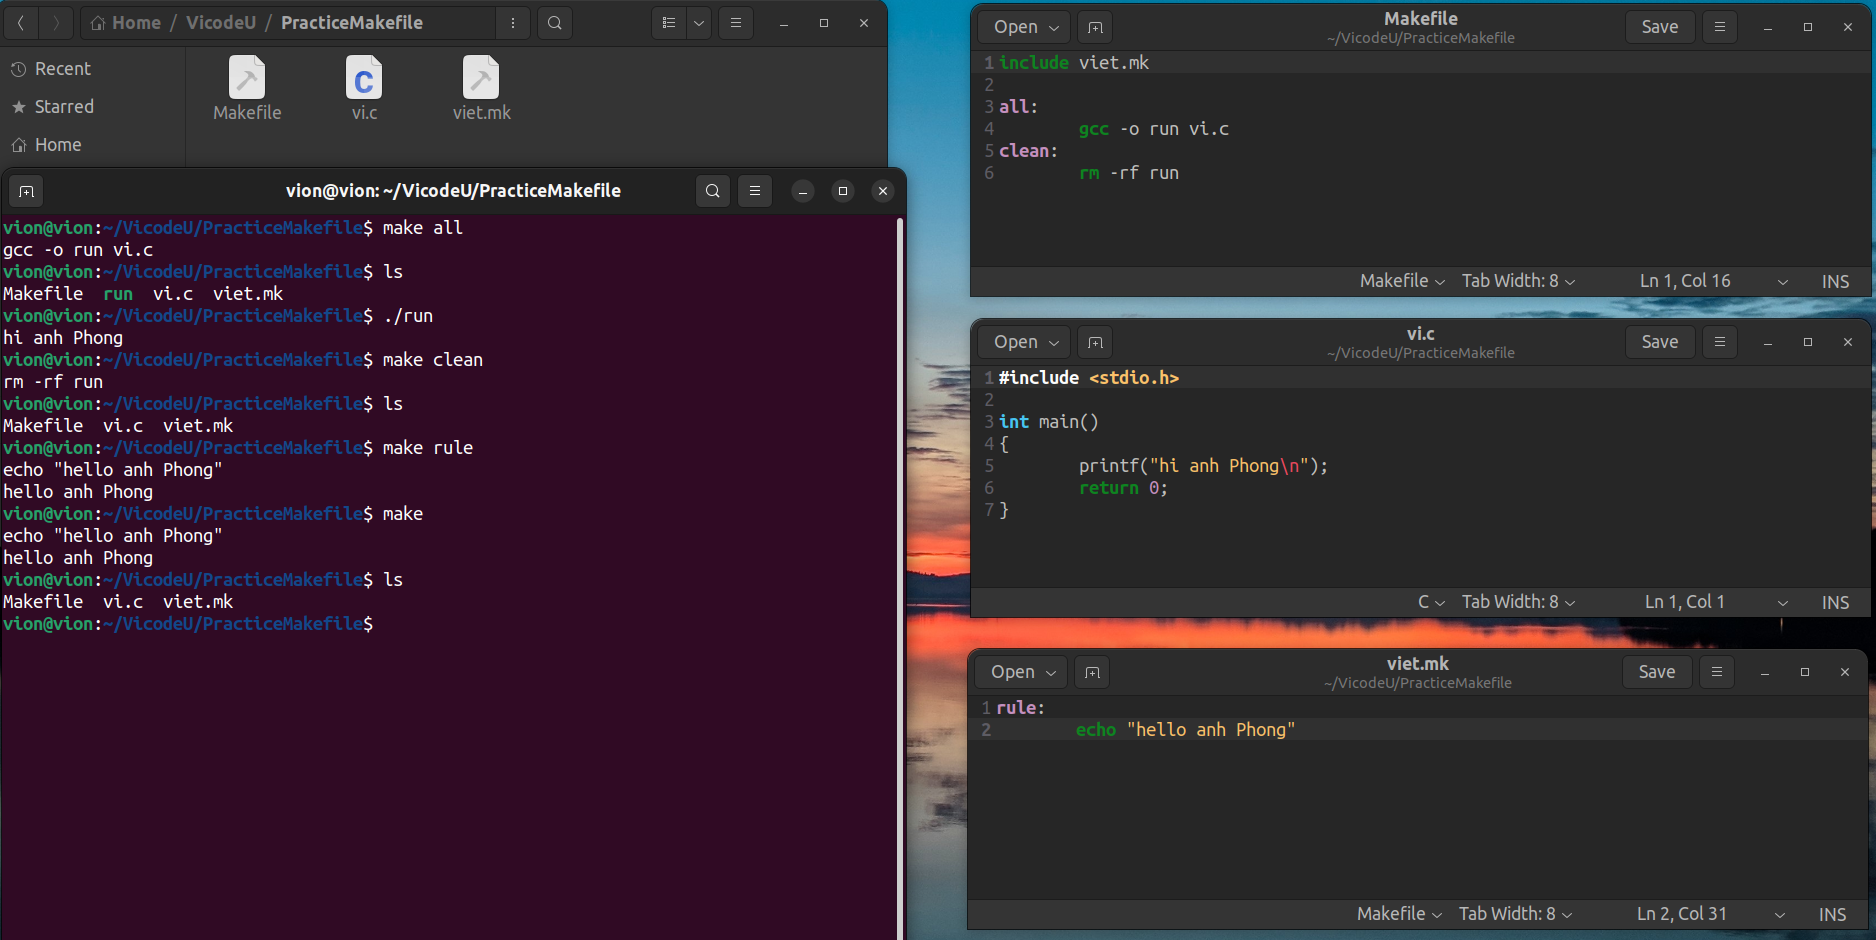 Home / VicodeU / PracticeMakefile
Recent
Starred
Home
Makefile
vi.c
viet.mk
vion@vion: ~/VicodeU/PracticeMakefile
vion@vion:~/VicodeU/PracticeMakefile$ make all
gcc -o run vi.c
vion@vion:~/VicodeU/PracticeMakefile$ ls
Makefile  run  vi.c  viet.mk
vion@vion:~/VicodeU/PracticeMakefile$ ./run
hi anh Phong
vion@vion:~/VicodeU/PracticeMakefile$ make clean
rm -rf run
vion@vion:~/VicodeU/PracticeMakefile$ ls
Makefile  vi.c  viet.mk
vion@vion:~/VicodeU/PracticeMakefile$ make rule
echo "hello anh Phong"
hello anh Phong
vion@vion:~/VicodeU/PracticeMakefile$ make
echo "hello anh Phong"
hello anh Phong
vion@vion:~/VicodeU/PracticeMakefile$ ls
Makefile  vi.c  viet.mk
vion@vion:~/VicodeU/PracticeMakefile$
Open
Makefile
~/VicodeU/PracticeMakefile
Save
1 include viet.mk
2
3 all:
4         gcc -o run vi.c
5 clean:
6         rm -rf run
Makefile  Tab Width: 8  Ln 1, Col 16  INS
Open
vi.c
~/VicodeU/PracticeMakefile
Save
1 #include <stdio.h>
2
3 int main()
4 {
5         printf("hi anh Phong\n");
6         return 0;
7 }
C  Tab Width: 8  Ln 1, Col 1  INS
Open
viet.mk
~/VicodeU/PracticeMakefile
Save
1 rule:
2         echo "hello anh Phong"
Makefile  Tab Width: 8  Ln 2, Col 31  INS